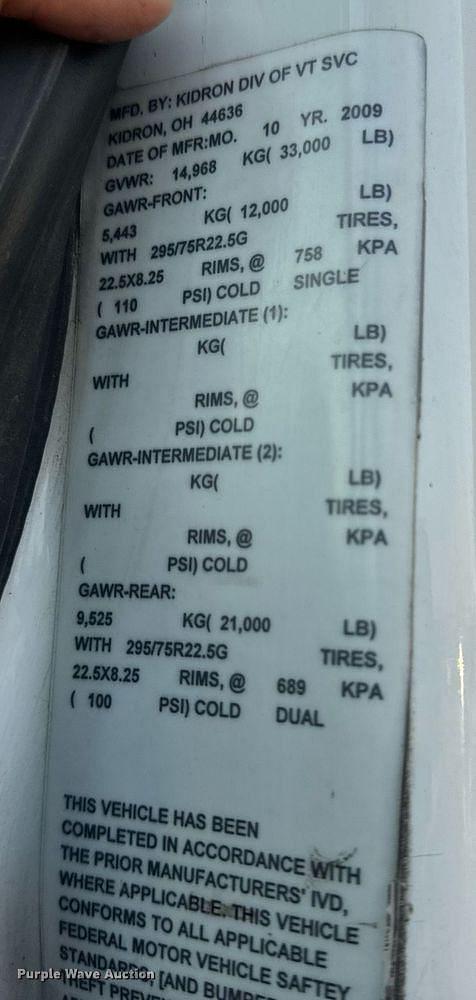 MFD. BY: KIDRON DIV OF VT SVC
KIDRON, OH 44636
DATE OF MFR:MO. 10 YR. 2009
GVWR: 14,968 KG( 33,000 LB)
GAWR-FRONT:
5,443 KG( 12,000 LB)
WITH 295/75R22.5G TIRES,
22.5X8.25 RIMS, @ 758 KPA
( 110 PSI) COLD SINGLE
GAWR-INTERMEDIATE (1):
KG( LB)
WITH TIRES,
RIMS, @ KPA
( PSI) COLD
GAWR-INTERMEDIATE (2):
KG( LB)
WITH TIRES,
RIMS, @ KPA
( PSI) COLD
GAWR-REAR:
9,525 KG( 21,000 LB)
WITH 295/75R22.5G TIRES,
22.5X8.25 RIMS, @ 689 KPA
( 100 PSI) COLD DUAL
THIS VEHICLE HAS BEEN
COMPLETED IN ACCORDANCE WITH
THE PRIOR MANUFACTURERS' IVD,
WHERE APPLICABLE. THIS VEHICLE
CONFORMS TO ALL APPLICABLE
FEDERAL MOTOR VEHICLE SAFTEY
STANDARDS, [AND BUMPER
THEFT
Purple Wave Auction